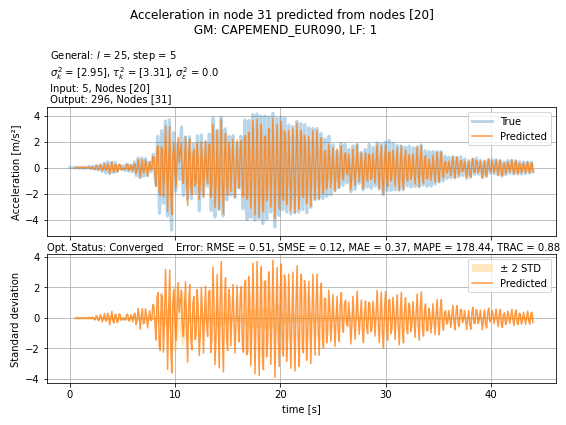 Acceleration in node 31 predicted from nodes [20]
GM: CAPEMEND_EUR090, LF: 1
General: l = 25, step = 5
σ²ₖ = [2.95], τ²ₖ = [3.31], σ²ε = 0.0
Input: 5, Nodes [20]
Output: 296, Nodes [31]
4
2
0
−2
−4
Acceleration [m/s²]
True
Predicted
Opt. Status: Converged Error: RMSE = 0.51, SMSE = 0.12, MAE = 0.37, MAPE = 178.44, TRAC = 0.88
4
2
0
−2
−4
Standard deviation
± 2 STD
Predicted
0 10 20 30 40
time [s]